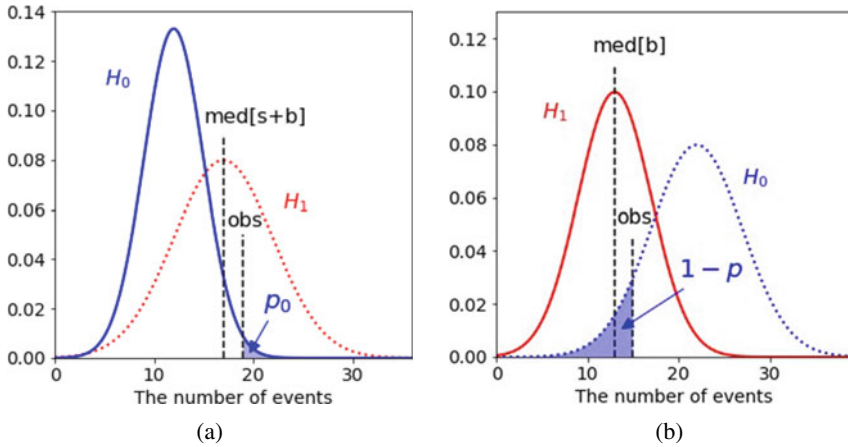 0.14
0.12
0.10
0.08
0.06
0.04
0.02
0.00
H₀
med[s+b]
H₁
obs
p₀
0 10 20 30
The number of events
(a)
0.12
0.10
0.08
0.06
0.04
0.02
0.00
med[b]
H₁
H₀
obs
1 − p
0 10 20 30
The number of events
(b)